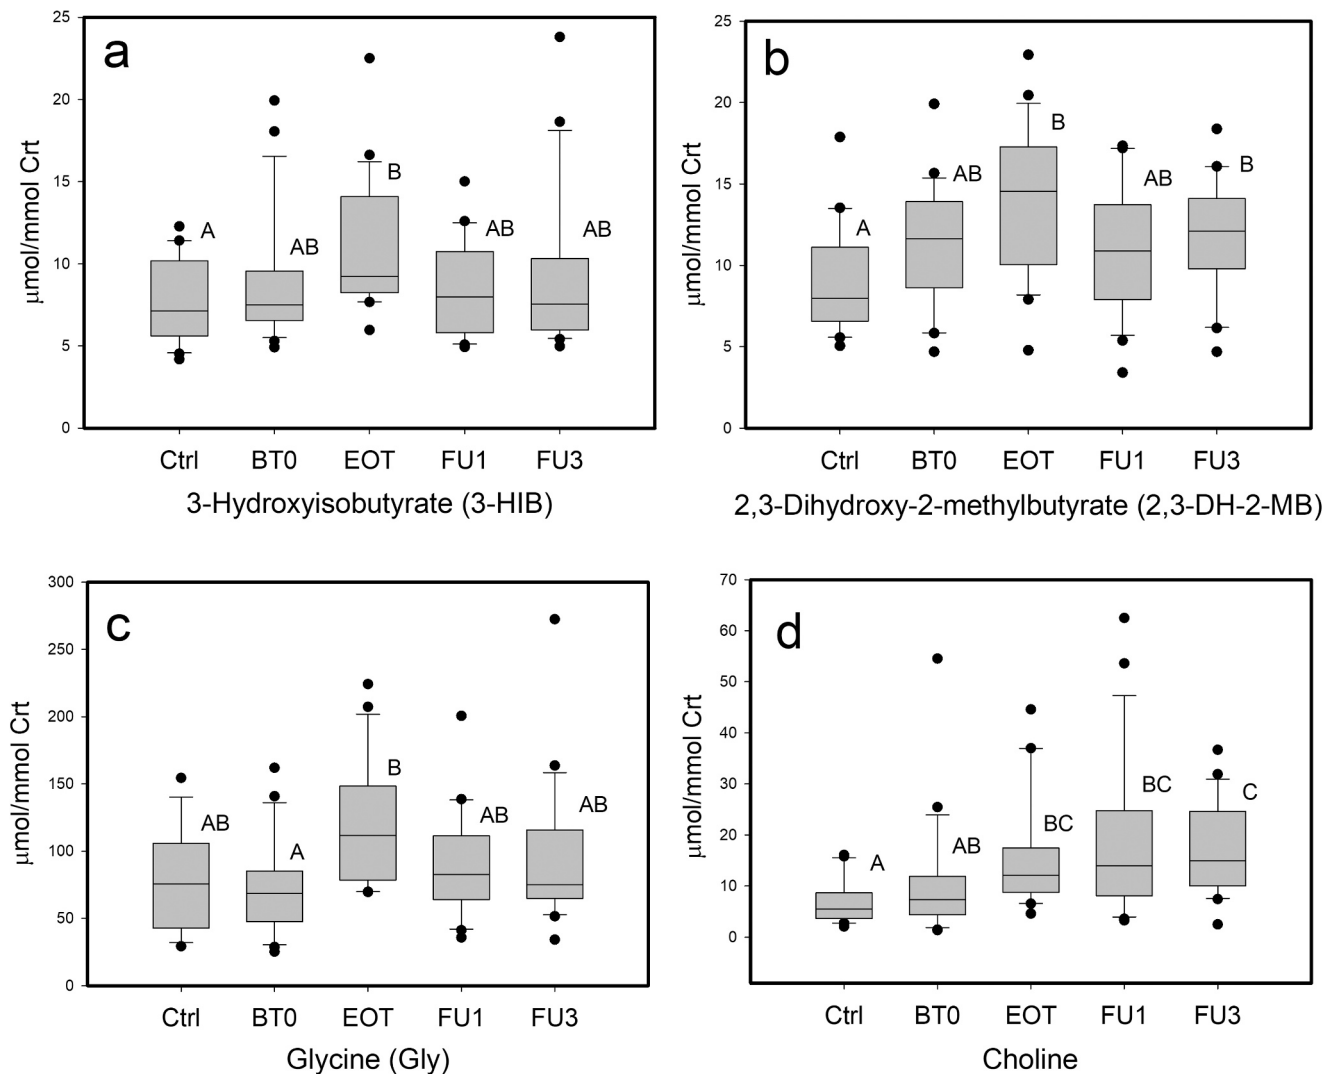 a
25
20
15
10
5
0
μmol/mmol Crt
A
AB
B
AB
AB
Ctrl BT0 EOT FU1 FU3
3-Hydroxyisobutyrate (3-HIB)
b
25
20
15
10
5
0
μmol/mmol Crt
A
AB
B
AB
B
Ctrl BT0 EOT FU1 FU3
2,3-Dihydroxy-2-methylbutyrate (2,3-DH-2-MB)
c
300
250
200
150
100
50
0
μmol/mmol Crt
AB
A
B
AB
AB
Ctrl BT0 EOT FU1 FU3
Glycine (Gly)
d
70
60
50
40
30
20
10
0
μmol/mmol Crt
A
AB
BC
BC
C
Ctrl BT0 EOT FU1 FU3
Choline